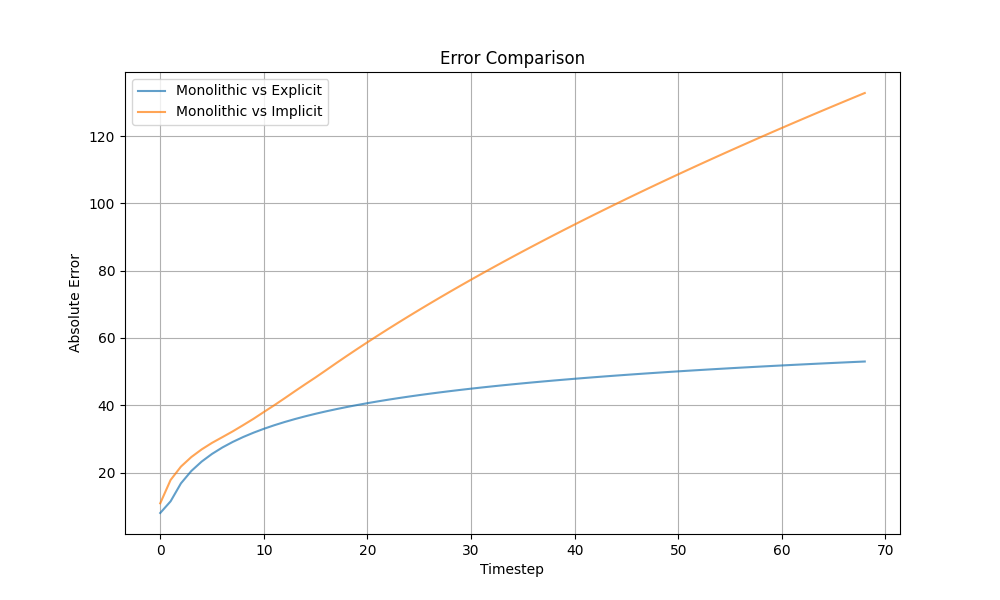 Error Comparison
Monolithic vs Explicit
Monolithic vs Implicit
Absolute Error
120
100
80
60
40
20
0 10 20 30 40 50 60 70
Timestep